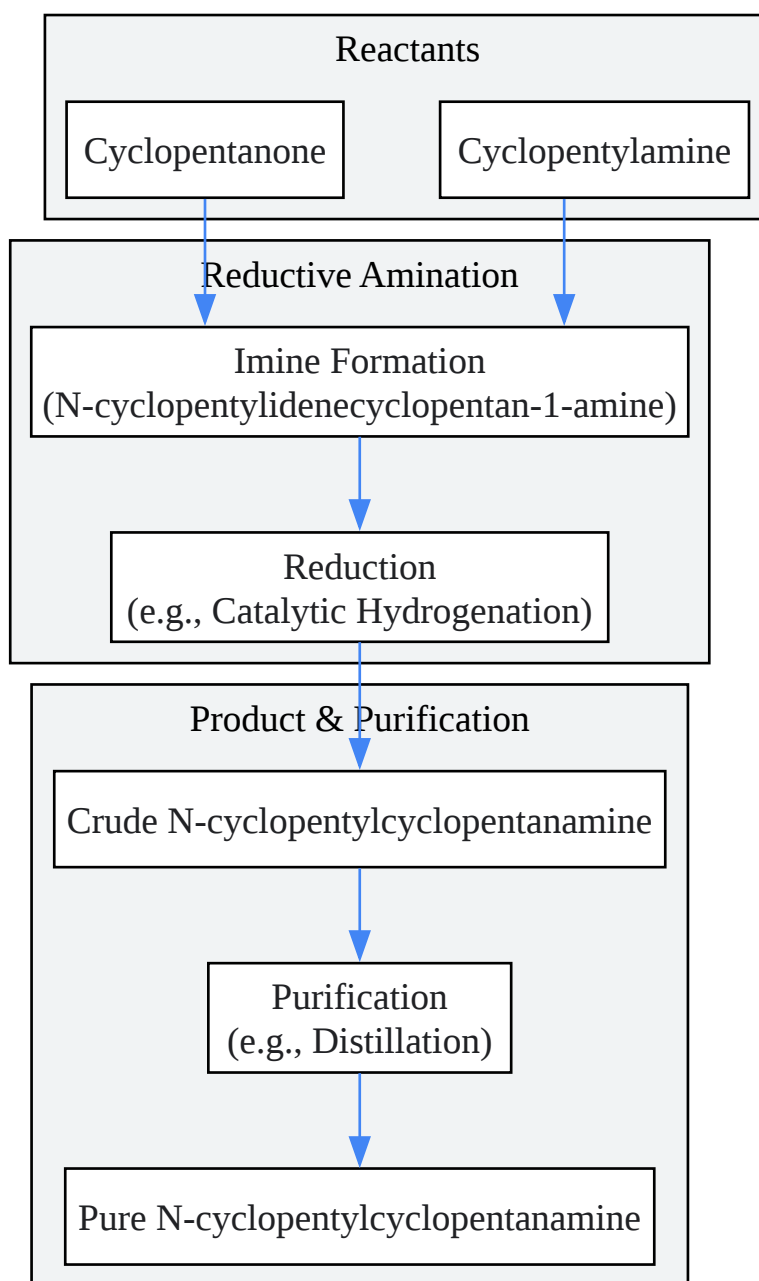 Reactants
Cyclopentanone
Cyclopentylamine
Reductive Amination
Imine Formation
(N-cyclopentylidenecyclopentan-1-amine)
Reduction
(e.g., Catalytic Hydrogenation)
Product & Purification
Crude N-cyclopentylcyclopentanamine
Purification
(e.g., Distillation)
Pure N-cyclopentylcyclopentanamine